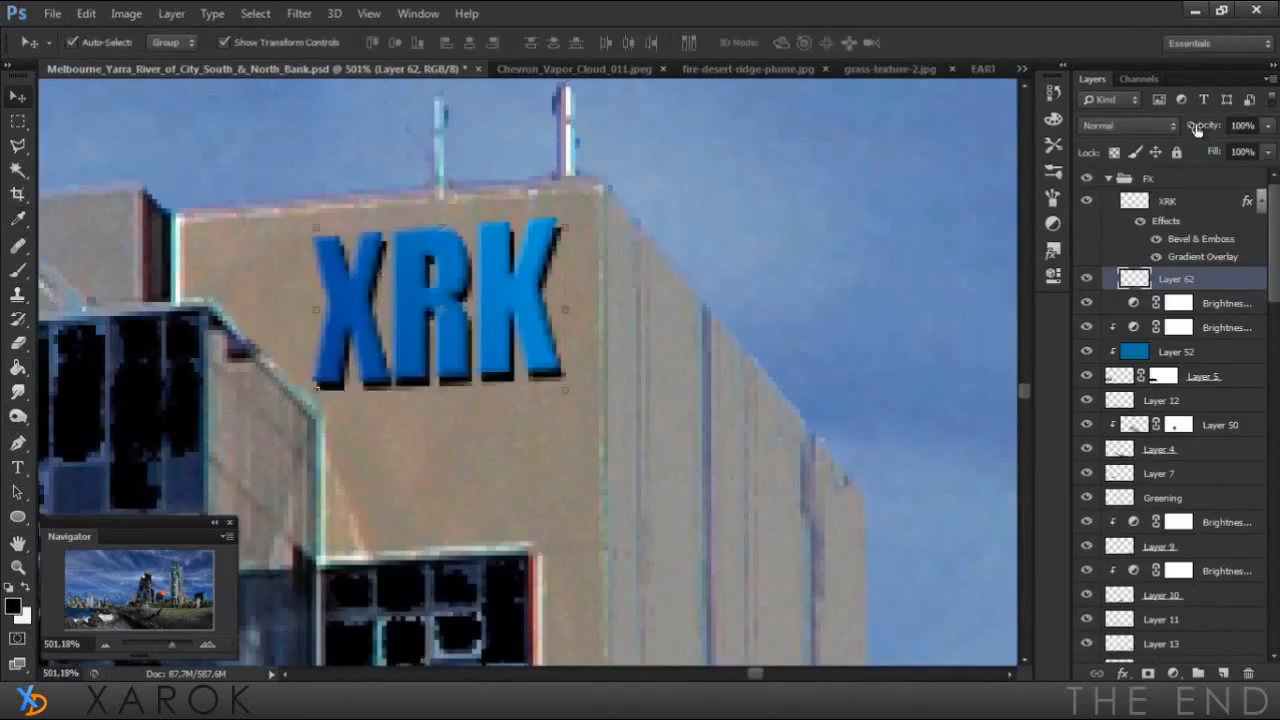 Ps File Edit Image Layer Type Select Filter 3D View Window Help
Auto-Select: Group Show Transform Controls 3D Mode: Essentials
Melbourne_Yarra_River_of_City_South_&_North_Bank.psd @ 501% (Layer 62, RGB/8) * × Chevron_Vapor_Cloud_011.jpeg × fire-desert-ridge-plume.jpg × grass-texture-2.jpg × EAR
Layers Channels
Kind
Normal Opacity: 100%
Lock: Fill: 100%
FX
XRK fx
Effects
Bevel & Emboss
Gradient Overlay
Layer 62
Brightnes...
Brightnes...
Layer 52
Layer 5
Layer 12
Layer 50
Layer 4
Layer 7
Greening
Brightnes...
Layer 9
Brightnes...
Layer 10
Layer 11
Layer 13
XRK
Navigator
501,18%
501,18% Doc: 87,7M/587,6M
XAROK THE END